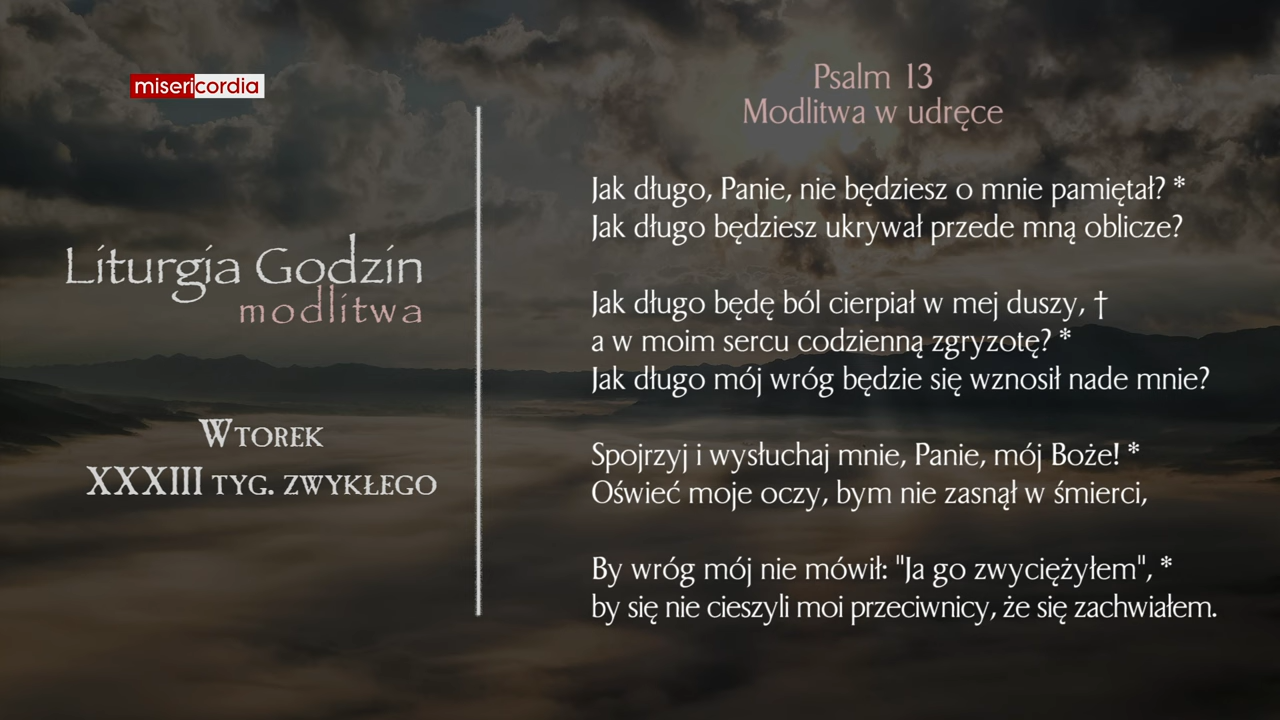 misericordia
Liturgia Godzin
modlitwa
Wtorek
XXXIII tyg. zwykłego
Psalm 13
Modlitwa w udręce
Jak długo, Panie, nie będziesz o mnie pamiętał? *
Jak długo będziesz ukrywał przede mną oblicze?
Jak długo będę ból cierpiał w mej duszy, †
a w moim sercu codzienną zgryzotę? *
Jak długo mój wróg będzie się wznosił nade mnie?
Spojrzyj i wysłuchaj mnie, Panie, mój Boże! *
Oświeć moje oczy, bym nie zasnął w śmierci,
By wróg mój nie mówił: "Ja go zwyciężyłem", *
by się nie cieszyli moi przeciwnicy, że się zachwiałem.